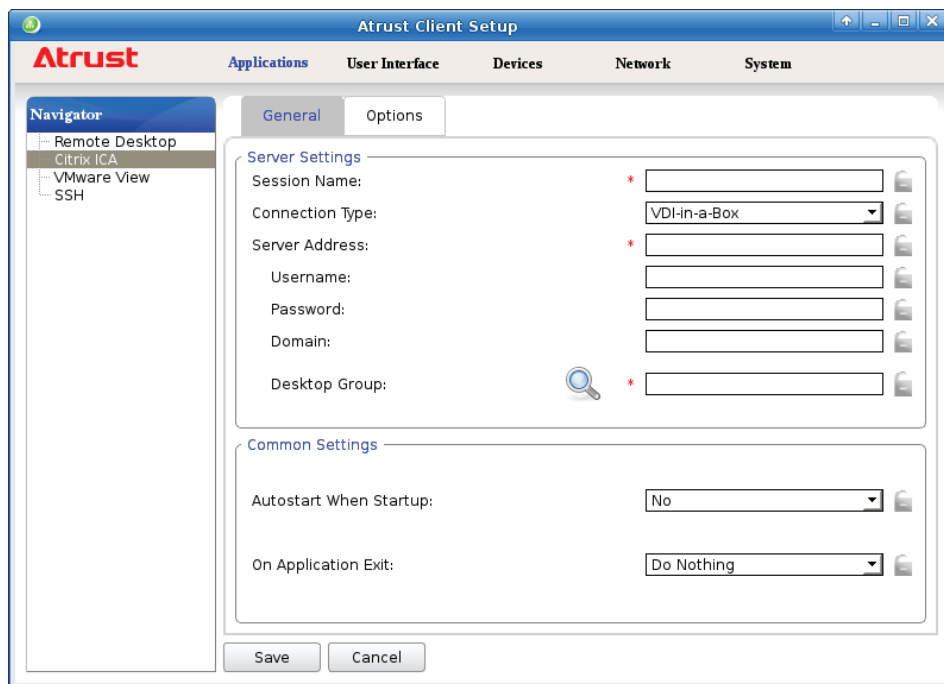 Atrust Client Setup
Atrust
Applications User Interface Devices Network System
Navigator
Remote Desktop
Citrix ICA
VMware View
SSH
General Options
Server Settings
Session Name: *
Connection Type: VDI-in-a-Box
Server Address: *
Username:
Password:
Domain:
Desktop Group: *
Common Settings
Autostart When Startup: No
On Application Exit: Do Nothing
Save Cancel